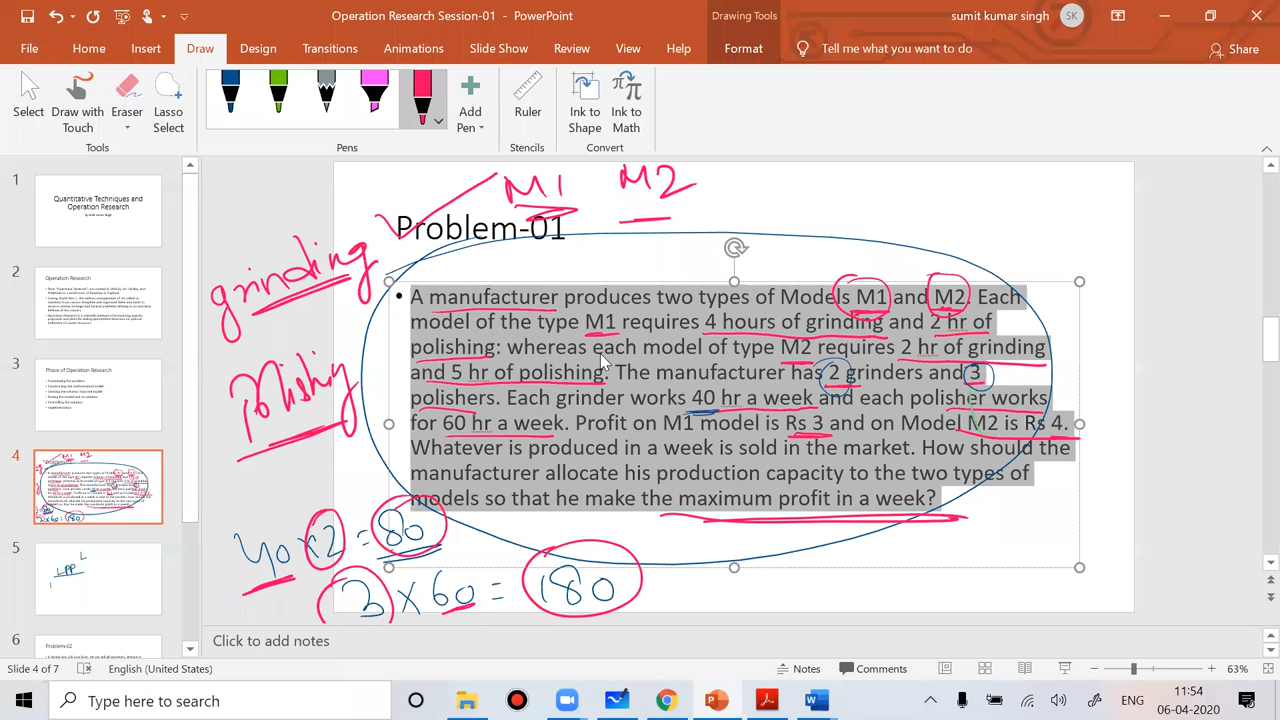 Operation Research Session-01 - PowerPoint
Drawing Tools
sumit kumar singh
SK
File
Home
Insert
Draw
Design
Transitions
Animations
Slide Show
Review
View
Help
Format
Tell me what you want to do
Share
Select
Draw with Touch
Eraser
Lasso Select
Add Pen
Ruler
Ink to Shape
Ink to Math
Tools
Pens
Stencils
Convert
1
Quantitative Techniques and
Operation Research
2
Operation Research
3
Phase of Operation Research
4
5
LPP
6
Problem-02
M1 M2
Problem-01
grinding
Polishing
• A manufacturer produces two types of Models M1 and M2. Each
model of the type M1 requires 4 hours of grinding and 2 hr of
polishing: whereas each model of type M2 requires 2 hr of grinding
and 5 hr of polishing. The manufacturer has 2 grinders and 3
polishers. Each grinder works 40 hr a week and each polisher works
for 60 hr a week. Profit on M1 model is Rs 3 and on Model M2 is Rs 4.
Whatever is produced in a week is sold in the market. How should the
manufacturer allocate his production capacity to the two types of
models so that he make the maximum profit in a week?
40 x 2 = 80
3 x 60 = 180
Click to add notes
Slide 4 of 7
English (United States)
Notes
Comments
63%
Type here to search
ENG
11:54
06-04-2020